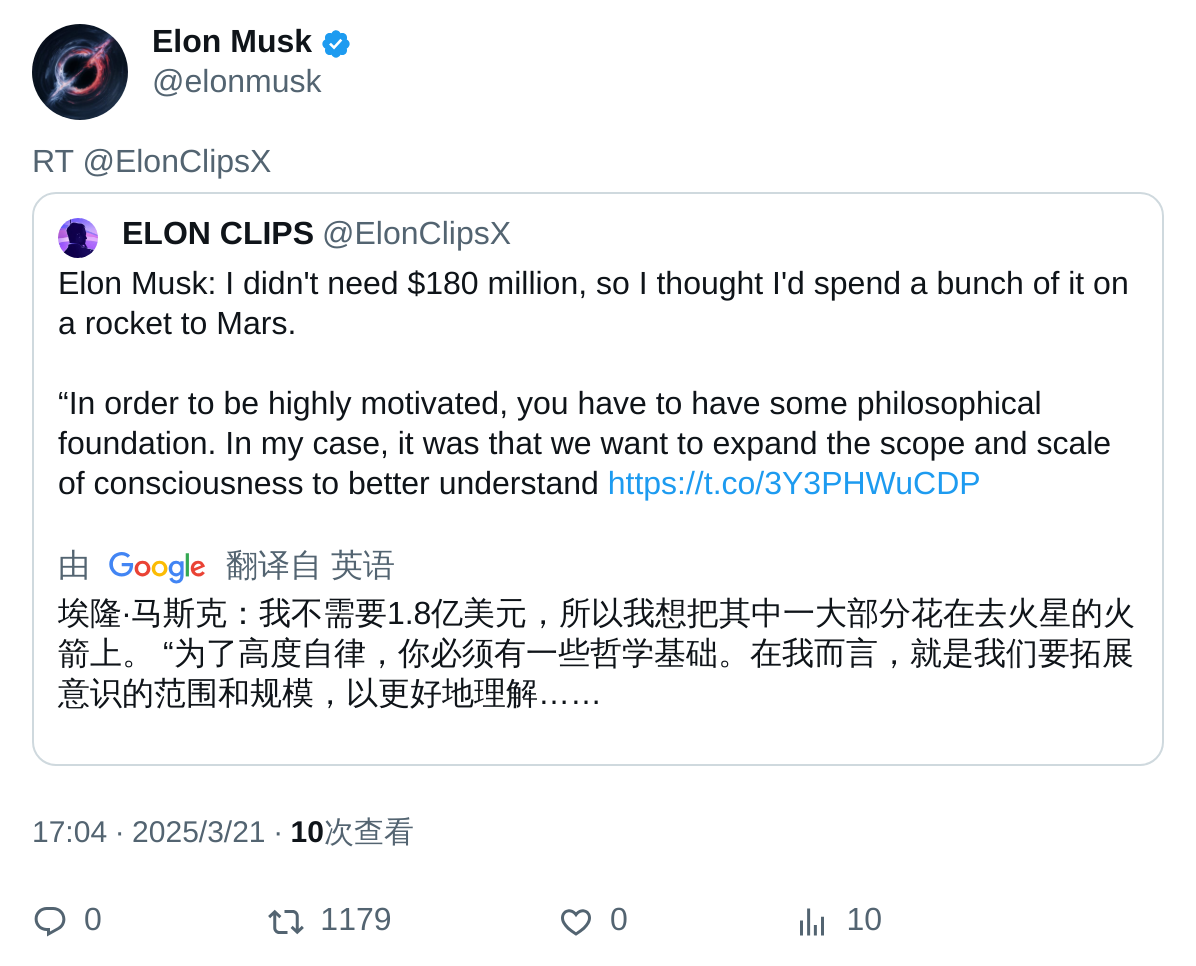 Elon Musk
@elonmusk
RT @ElonClipsX
ELON CLIPS @ElonClipsX
Elon Musk: I didn't need $180 million, so I thought I'd spend a bunch of it on
a rocket to Mars.
“In order to be highly motivated, you have to have some philosophical
foundation. In my case, it was that we want to expand the scope and scale
of consciousness to better understand https://t.co/3Y3PHWuCDP
由 Google 翻译自 英语
埃隆·马斯克：我不需要1.8亿美元，所以我想把其中一大部分花在去火星的火
箭上。 “为了高度自律，你必须有一些哲学基础。在我而言，就是我们要拓展
意识的范围和规模，以更好地理解……
17:04 · 2025/3/21 · 10次查看
0 1179 0 10